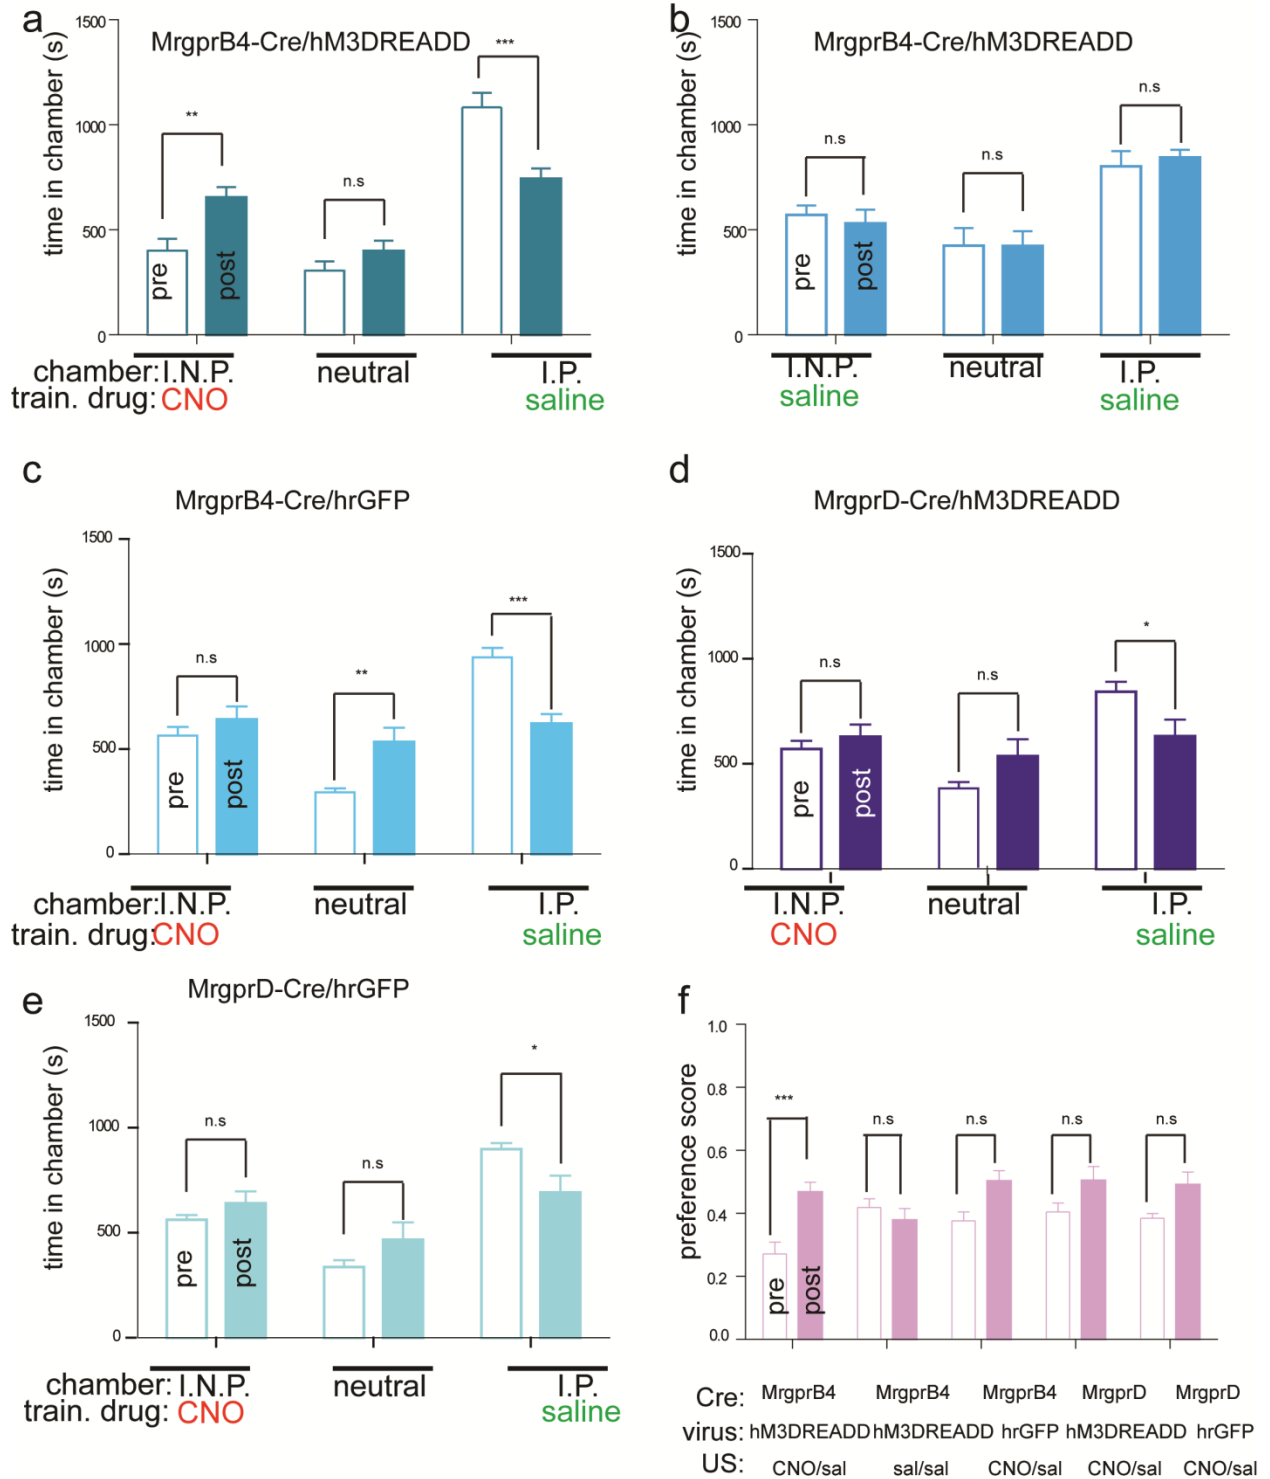 a
MrgprB4-Cre/hM3DREADD
time in chamber (s)
1500
1000
500
0
**
n.s
***
pre
post
chamber: I.N.P.
neutral
I.P.
train. drug: CNO
saline
b
MrgprB4-Cre/hM3DREADD
time in chamber (s)
1500
1000
500
0
n.s
n.s
n.s
pre
post
I.N.P.
neutral
I.P.
saline
saline
c
MrgprB4-Cre/hrGFP
time in chamber (s)
1500
1000
500
0
n.s
**
***
pre
post
chamber: I.N.P.
neutral
I.P.
train. drug: CNO
saline
d
MrgprD-Cre/hM3DREADD
time in chamber (s)
1500
1000
500
0
n.s
n.s
*
pre
post
I.N.P.
neutral
I.P.
CNO
saline
e
MrgprD-Cre/hrGFP
time in chamber (s)
1500
1000
500
0
n.s
n.s
*
pre
post
chamber: I.N.P.
neutral
I.P.
train. drug: CNO
saline
f
preference score
1.0
0.8
0.6
0.4
0.2
0.0
***
n.s
n.s
n.s
n.s
pre
post
Cre: MrgprB4 MrgprB4 MrgprB4 MrgprD MrgprD
virus: hM3DREADD hM3DREADD hrGFP hM3DREADD hrGFP
US: CNO/sal sal/sal CNO/sal CNO/sal CNO/sal